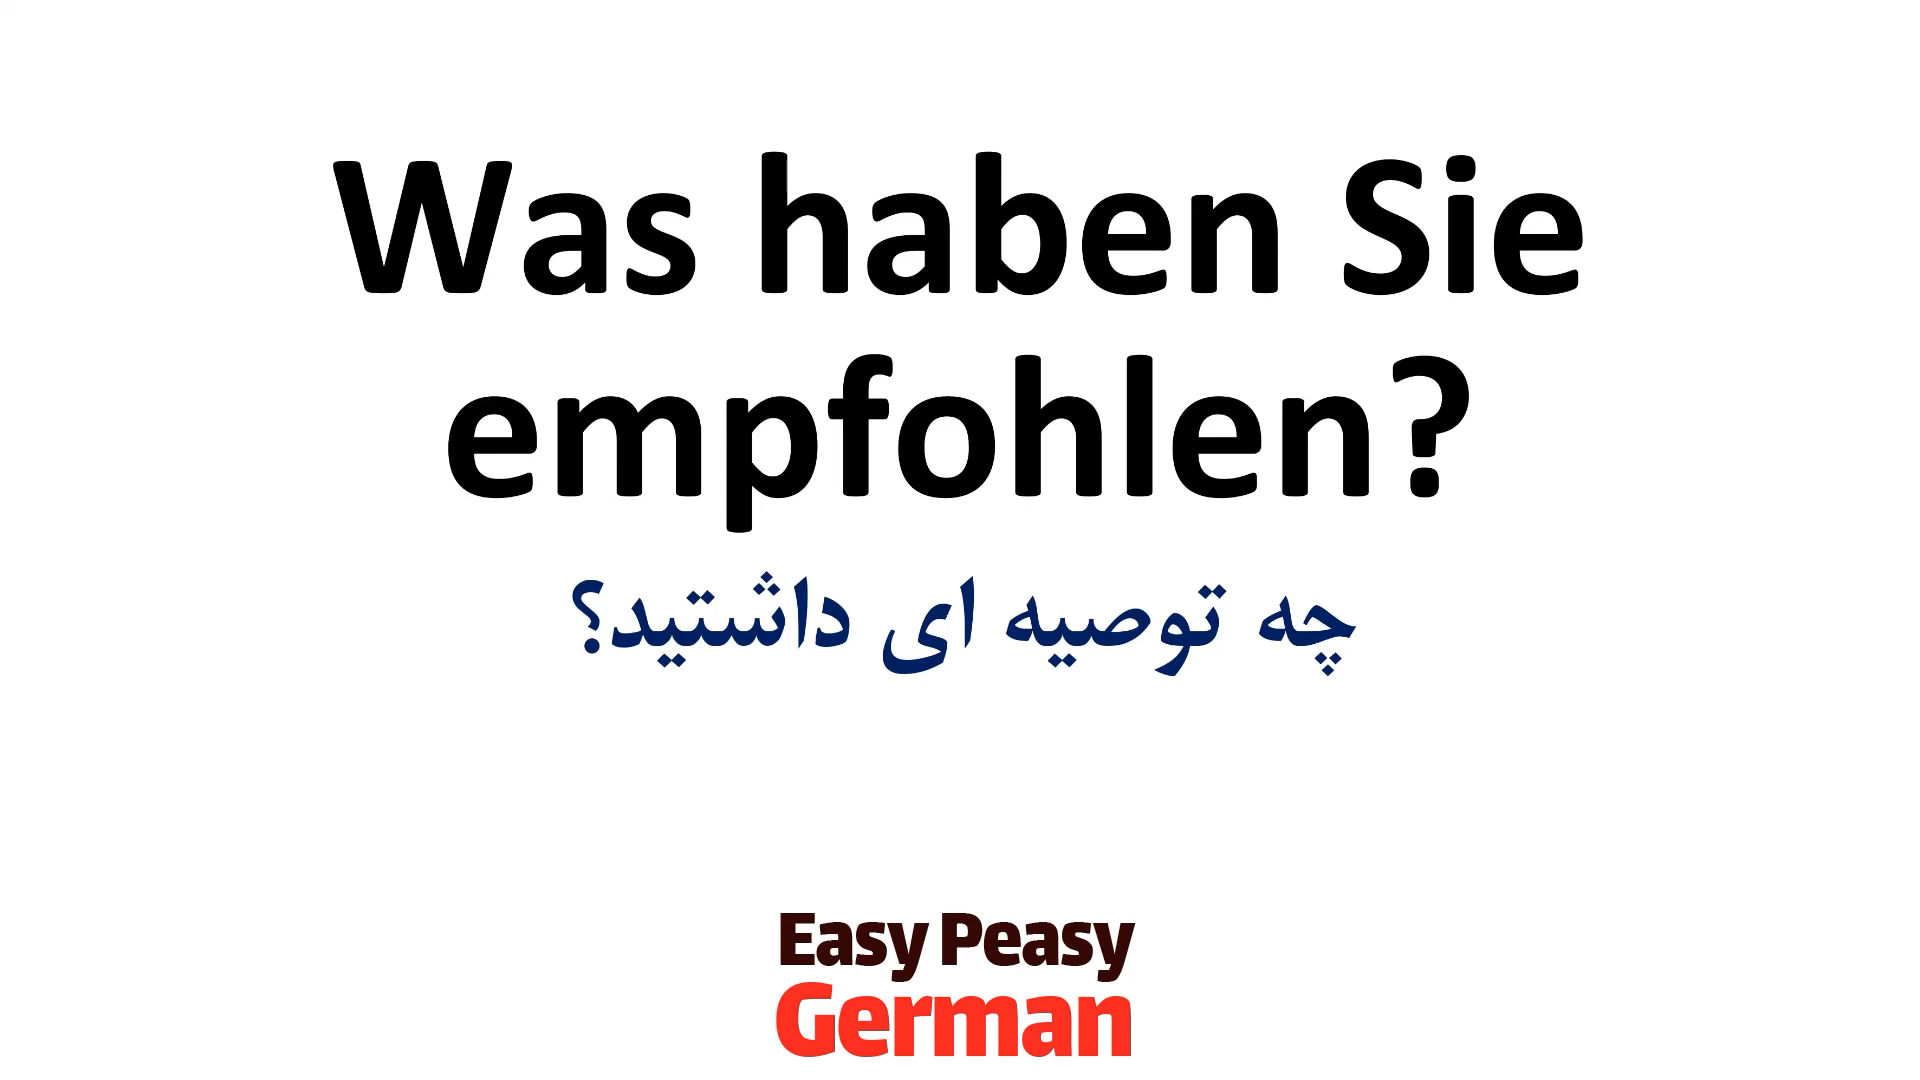 Was haben Sie
empfohlen?
چه توصیه ای داشتید؟
Easy Peasy
German